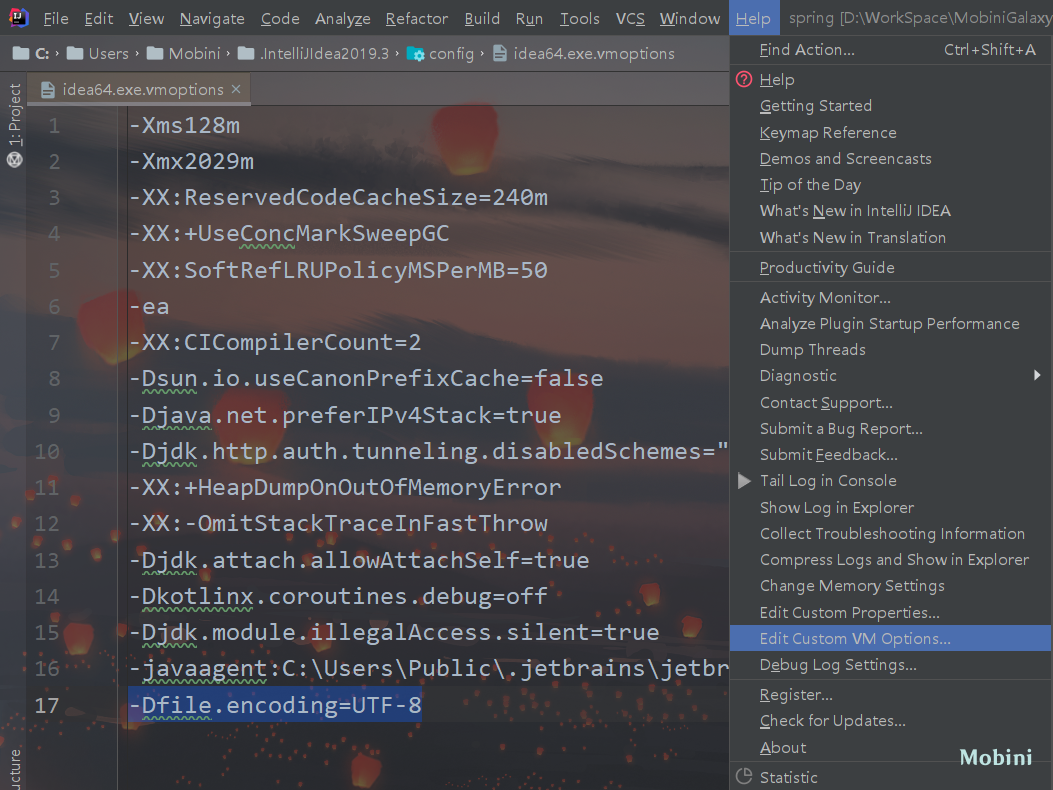 File Edit View Navigate Code Analyze Refactor Build Run Tools VCS Window Help spring [D:\WorkSpace\MobiniGalaxy
C: Users Mobini .IntelliJIdea2019.3 config idea64.exe.vmoptions
idea64.exe.vmoptions
1: Project
1 -Xms128m
2 -Xmx2029m
3 -XX:ReservedCodeCacheSize=240m
4 -XX:+UseConcMarkSweepGC
5 -XX:SoftRefLRUPolicyMSPerMB=50
6 -ea
7 -XX:CICompilerCount=2
8 -Dsun.io.useCanonPrefixCache=false
9 -Djava.net.preferIPv4Stack=true
10 -Djdk.http.auth.tunneling.disabledSchemes="
11 -XX:+HeapDumpOnOutOfMemoryError
12 -XX:-OmitStackTraceInFastThrow
13 -Djdk.attach.allowAttachSelf=true
14 -Dkotlinx.coroutines.debug=off
15 -Djdk.module.illegalAccess.silent=true
16 -javaagent:C:\Users\Public\.jetbrains\jetbr
17 -Dfile.encoding=UTF-8
ucture
Find Action... Ctrl+Shift+A
Help
Getting Started
Keymap Reference
Demos and Screencasts
Tip of the Day
What's New in IntelliJ IDEA
What's New in Translation
Productivity Guide
Activity Monitor...
Analyze Plugin Startup Performance
Dump Threads
Diagnostic
Contact Support...
Submit a Bug Report...
Submit Feedback...
Tail Log in Console
Show Log in Explorer
Collect Troubleshooting Information
Compress Logs and Show in Explorer
Change Memory Settings
Edit Custom Properties...
Edit Custom VM Options...
Debug Log Settings...
Register...
Check for Updates...
About
Mobini
Statistic